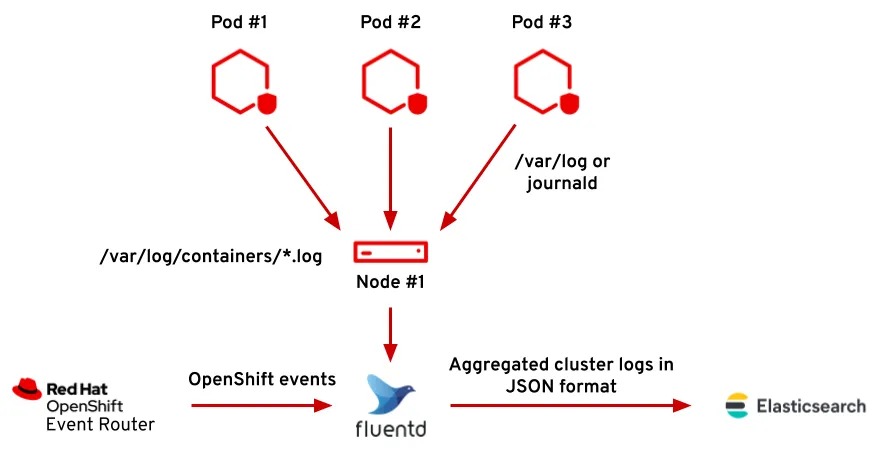 Pod #1
Pod #2
Pod #3
/var/log or
journald
/var/log/containers/*.log
Node #1
Red Hat
OpenShift
Event Router
OpenShift events
fluentd
Aggregated cluster logs in
JSON format
Elasticsearch